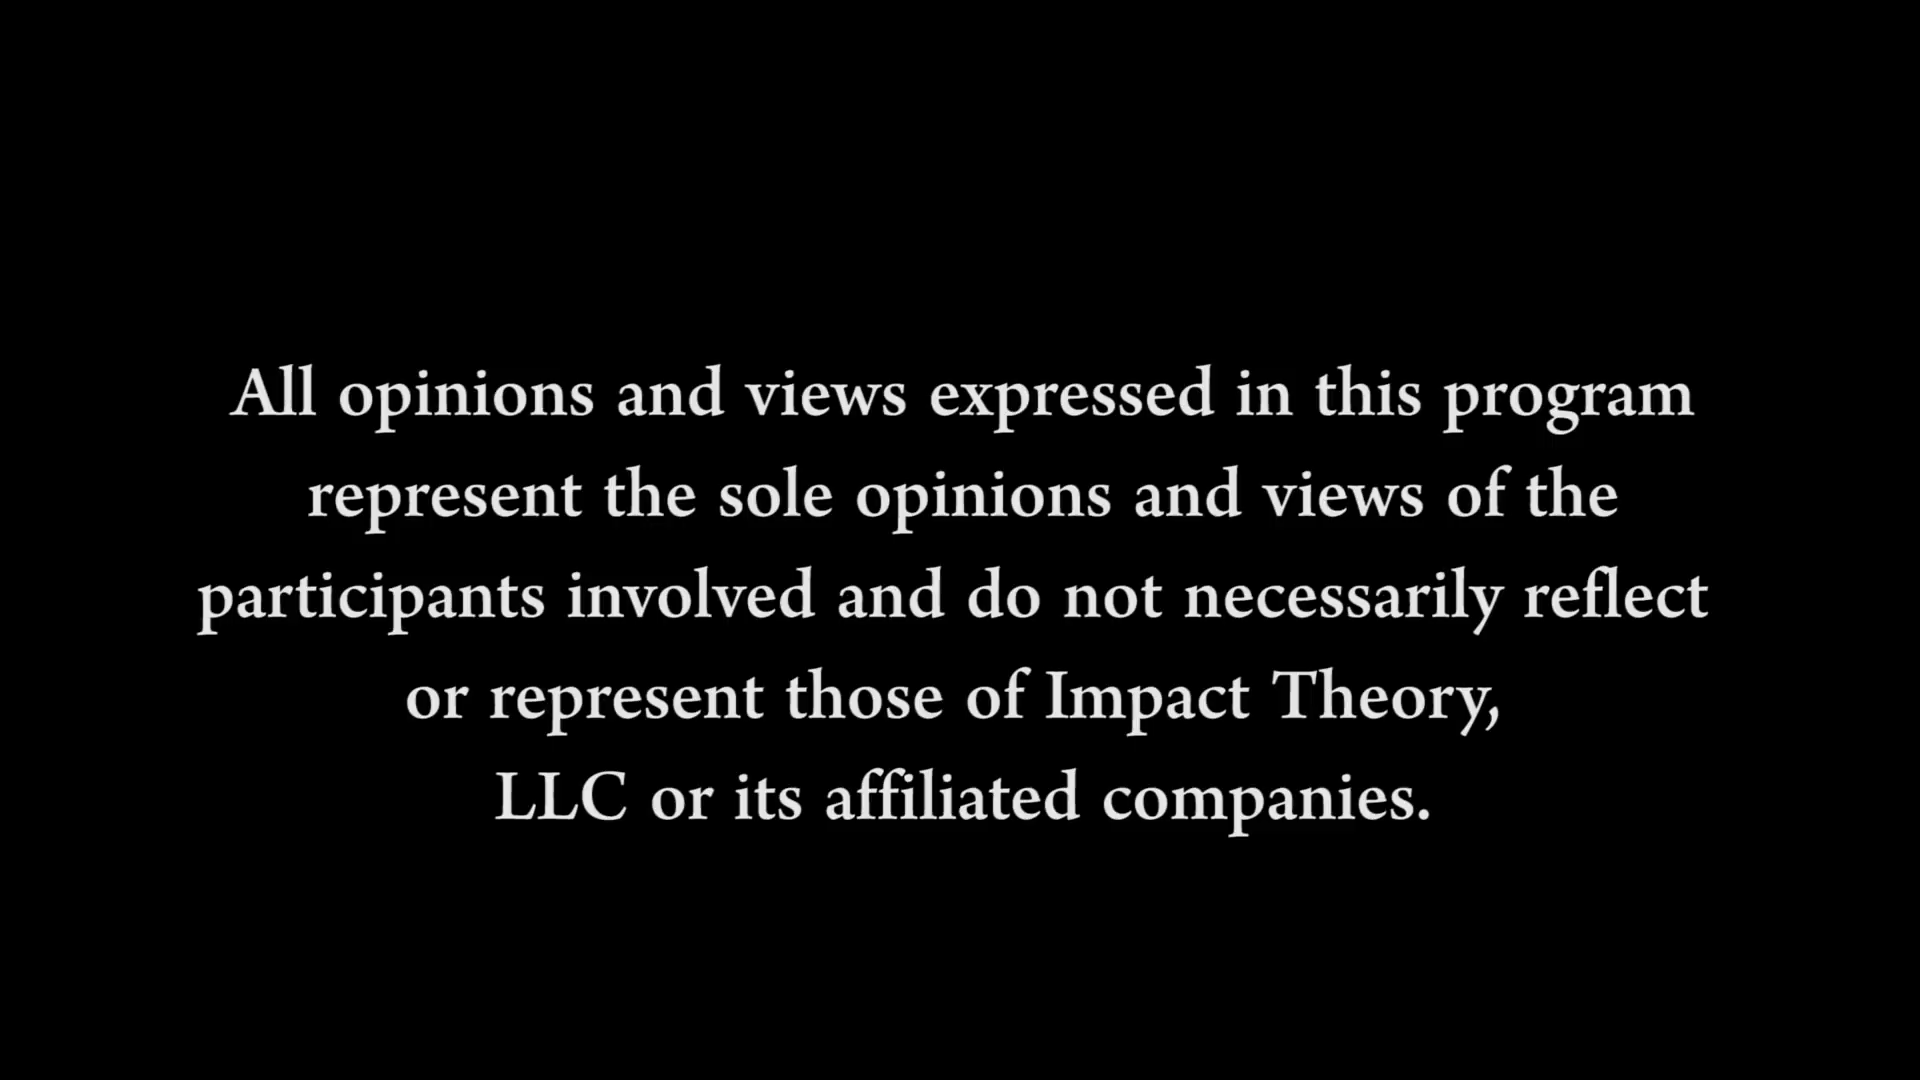 All opinions and views expressed in this program
represent the sole opinions and views of the
participants involved and do not necessarily reflect
or represent those of Impact Theory,
LLC or its affiliated companies.